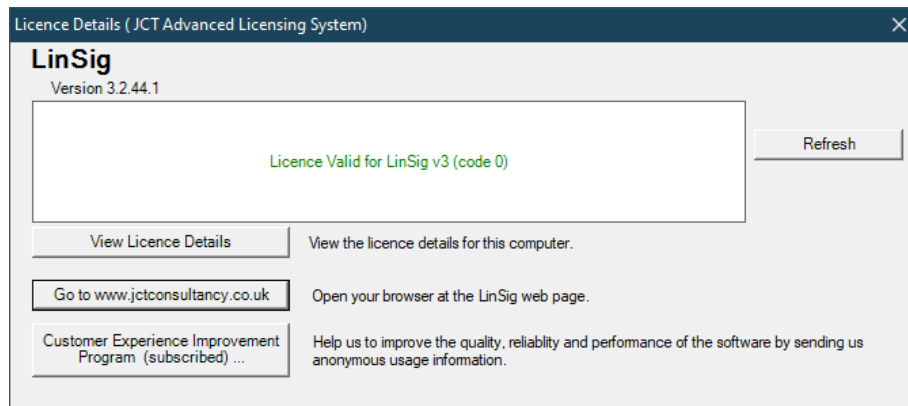 Licence Details ( JCT Advanced Licensing System)
LinSig
Version 3.2.44.1
Licence Valid for LinSig v3 (code 0)
Refresh
View Licence Details
View the licence details for this computer.
Go to www.jctconsultancy.co.uk
Open your browser at the LinSig web page.
Customer Experience Improvement
Program (subscribed) ...
Help us to improve the quality, reliablity and performance of the software by sending us
anonymous usage information.